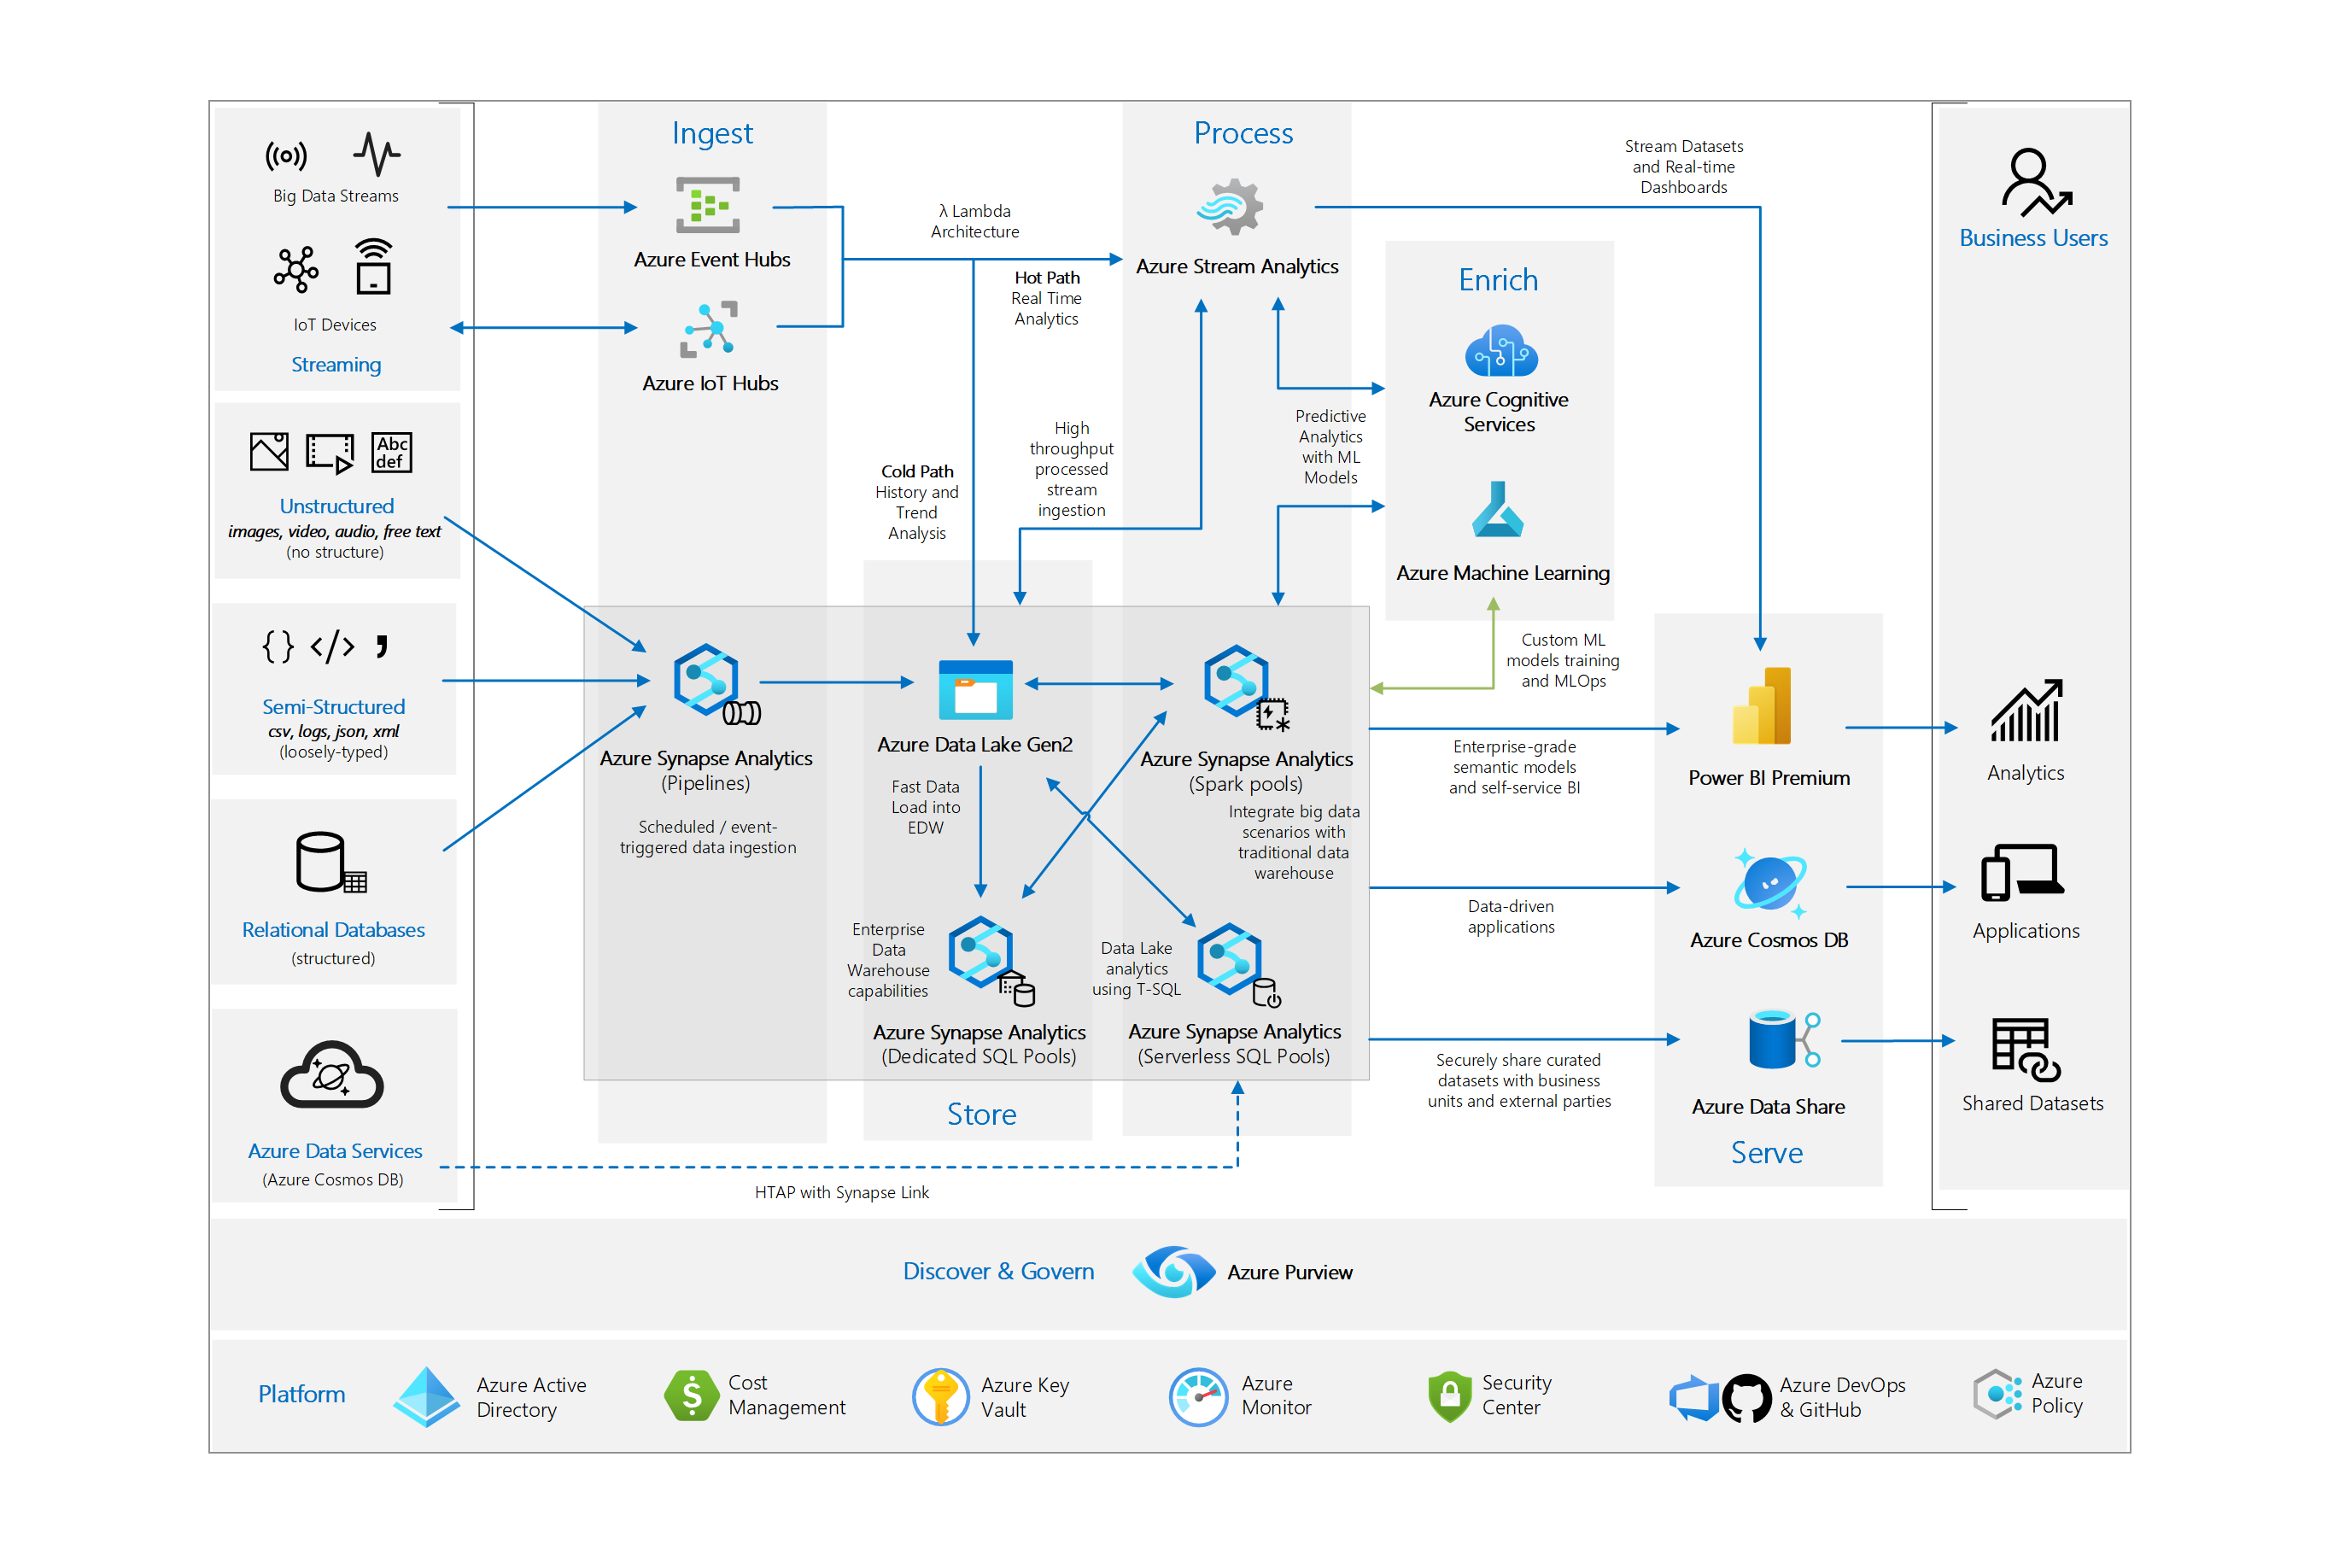 Big Data Streams
IoT Devices
Streaming
Abc
def
Unstructured
images, video, audio, free text
(no structure)
{ } </> ,
Semi-Structured
csv, logs, json, xml
(loosely-typed)
Relational Databases
(structured)
Azure Data Services
(Azure Cosmos DB)
Ingest
Azure Event Hubs
Azure IoT Hubs
λ Lambda
Architecture
Hot Path
Real Time
Analytics
Cold Path
History and
Trend
Analysis
High
throughput
processed
stream
ingestion
Process
Azure Stream Analytics
Stream Datasets
and Real-time
Dashboards
Enrich
Azure Cognitive
Services
Predictive
Analytics
with ML
Models
Azure Machine Learning
Custom ML
models training
and MLOps
Azure Synapse Analytics
(Pipelines)
Scheduled / event-
triggered data ingestion
Azure Data Lake Gen2
Fast Data
Load into
EDW
Azure Synapse Analytics
(Spark pools)
Integrate big data
scenarios with
traditional data
warehouse
Enterprise
Data
Warehouse
capabilities
Azure Synapse Analytics
(Dedicated SQL Pools)
Data Lake
analytics
using T-SQL
Azure Synapse Analytics
(Serverless SQL Pools)
Store
HTAP with Synapse Link
Enterprise-grade
semantic models
and self-service BI
Data-driven
applications
Securely share curated
datasets with business
units and external parties
Power BI Premium
Azure Cosmos DB
Azure Data Share
Serve
Business Users
Analytics
Applications
Shared Datasets
Discover & Govern
Azure Purview
Platform
Azure Active
Directory
$
Cost
Management
Azure Key
Vault
Azure
Monitor
Security
Center
Azure DevOps
& GitHub
Azure
Policy